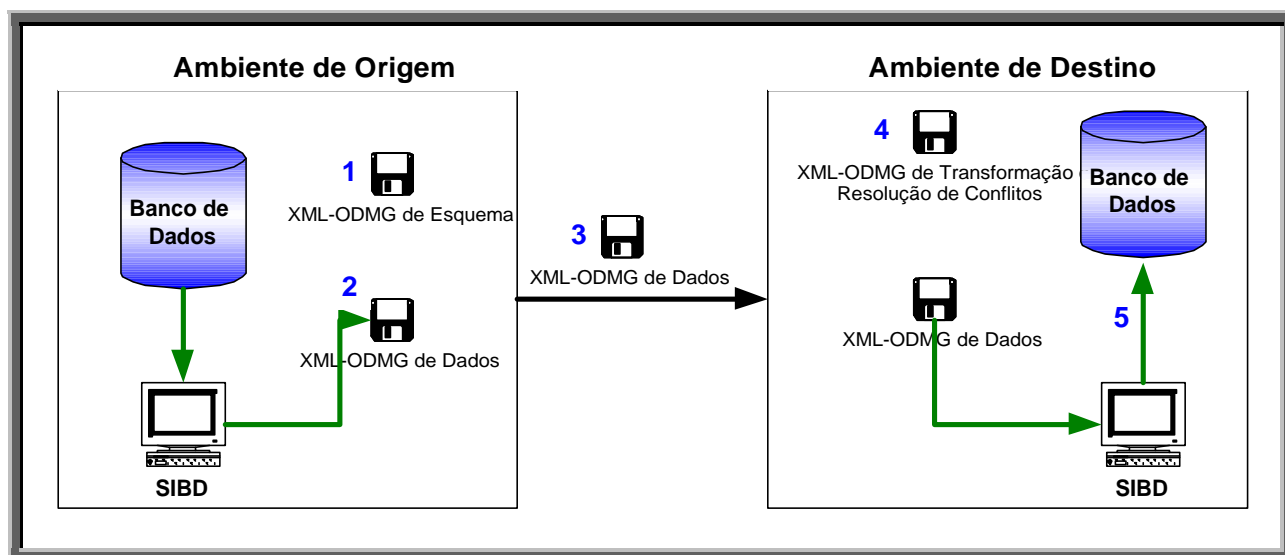 Ambiente de Origem
Banco de
Dados
1
XML-ODMG de Esquema
2
XML-ODMG de Dados
SIBD
3
XML-ODMG de Dados
Ambiente de Destino
4
XML-ODMG de Transformação
Resolução de Conflitos
Banco de
Dados
XML-ODMG de Dados
5
SIBD